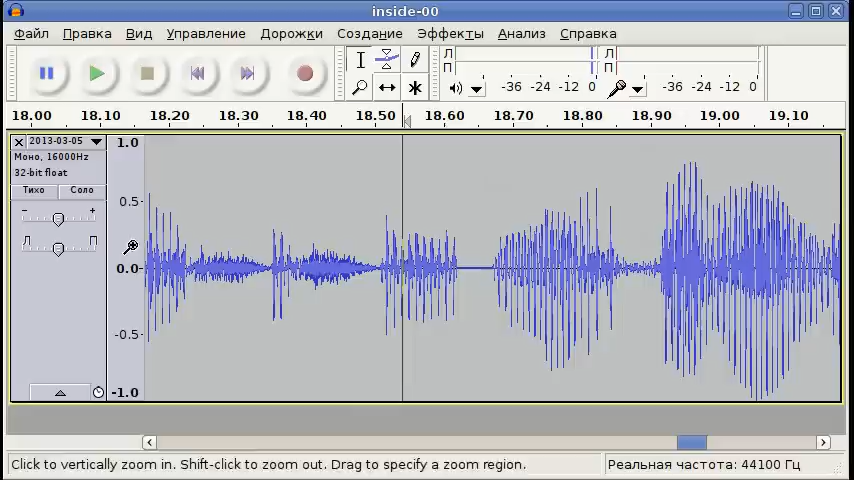 inside-00
Файл Правка Вид Управление Дорожки Создание Эффекты Анализ Справка
Л
П
-36 -24 -12 0
Л
П
-36 -24 -12 0
18.00 18.10 18.20 18.30 18.40 18.50 18.60 18.70 18.80 18.90 19.00 19.10
2013-03-05
Моно, 16000Hz
32-bit float
Тихо Соло
- +
Л П
1.0
0.5-
0.0-
-0.5-
-1.0
Click to vertically zoom in. Shift-click to zoom out. Drag to specify a zoom region.
Реальная частота: 44100 Гц